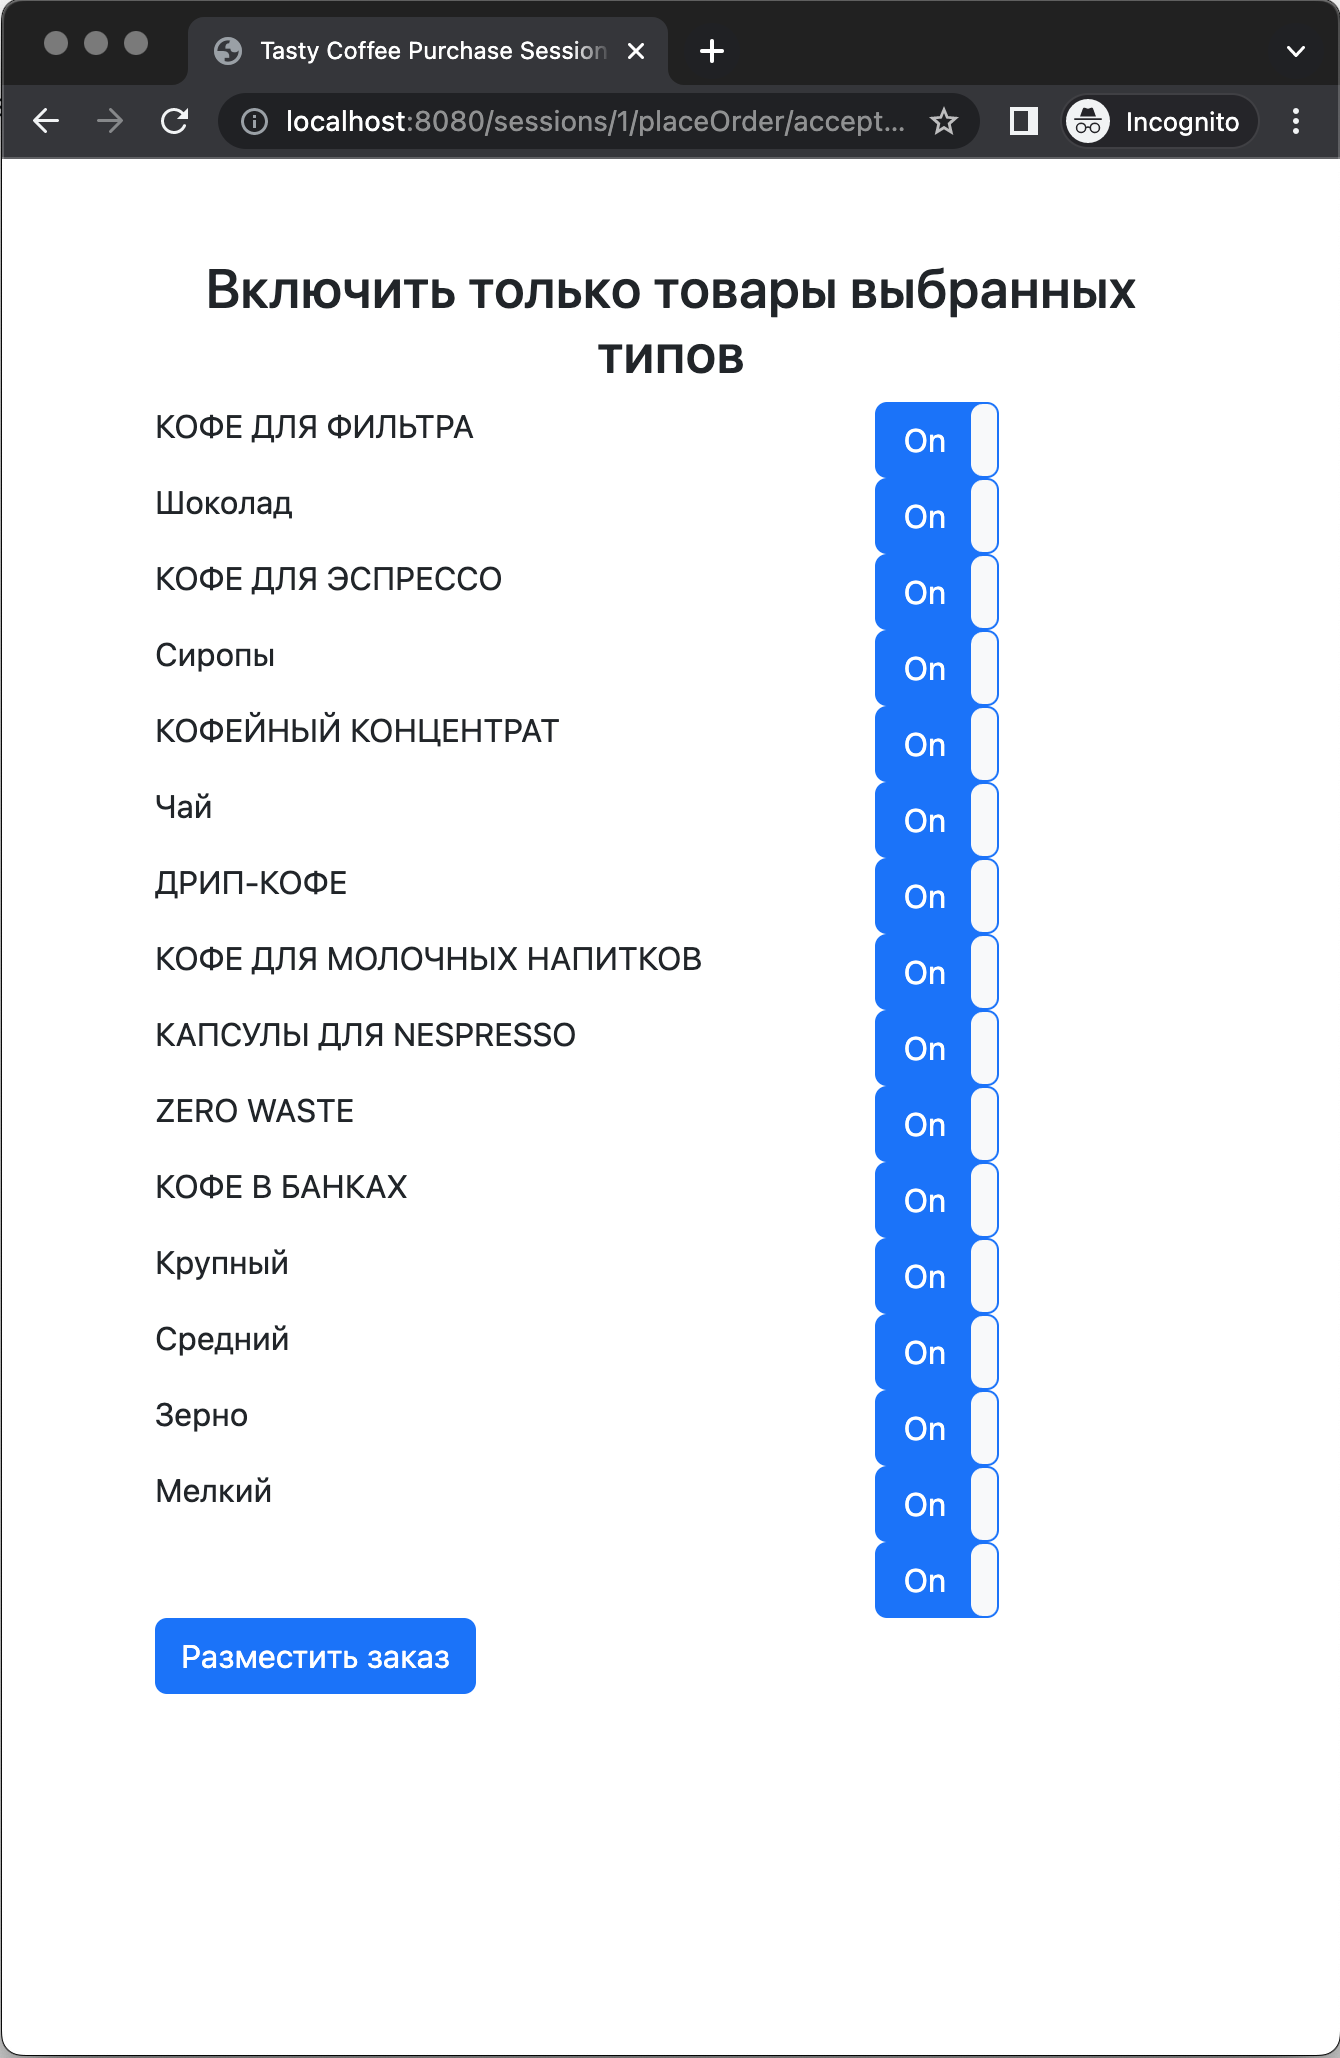 Tasty Coffee Purchase Session
localhost:8080/sessions/1/placeOrder/accept...
Incognito
Включить только товары выбранных
типов
КОФЕ ДЛЯ ФИЛЬТРА On
Шоколад On
КОФЕ ДЛЯ ЭСПРЕССО On
Сиропы On
КОФЕЙНЫЙ КОНЦЕНТРАТ On
Чай On
ДРИП-КОФЕ On
КОФЕ ДЛЯ МОЛОЧНЫХ НАПИТКОВ On
КАПСУЛЫ ДЛЯ NESPRESSO On
ZERO WASTE On
КОФЕ В БАНКАХ On
Крупный On
Средний On
Зерно On
Мелкий On
On
Разместить заказ